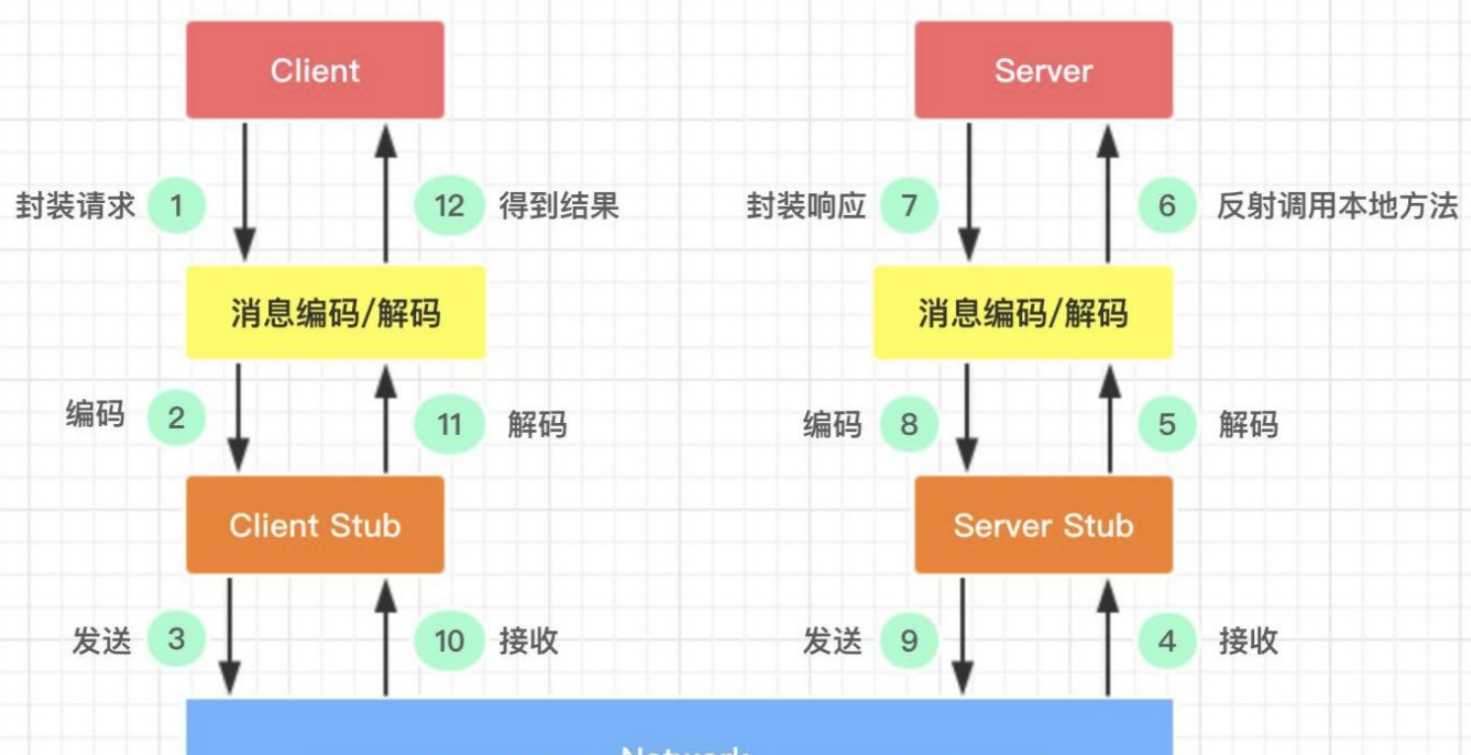 Client
Server
封装请求 1
12 得到结果
封装响应 7
6 反射调用本地方法
消息编码/解码
消息编码/解码
编码 2
11 解码
编码 8
5 解码
Client Stub
Server Stub
发送 3
10 接收
发送 9
4 接收
Network